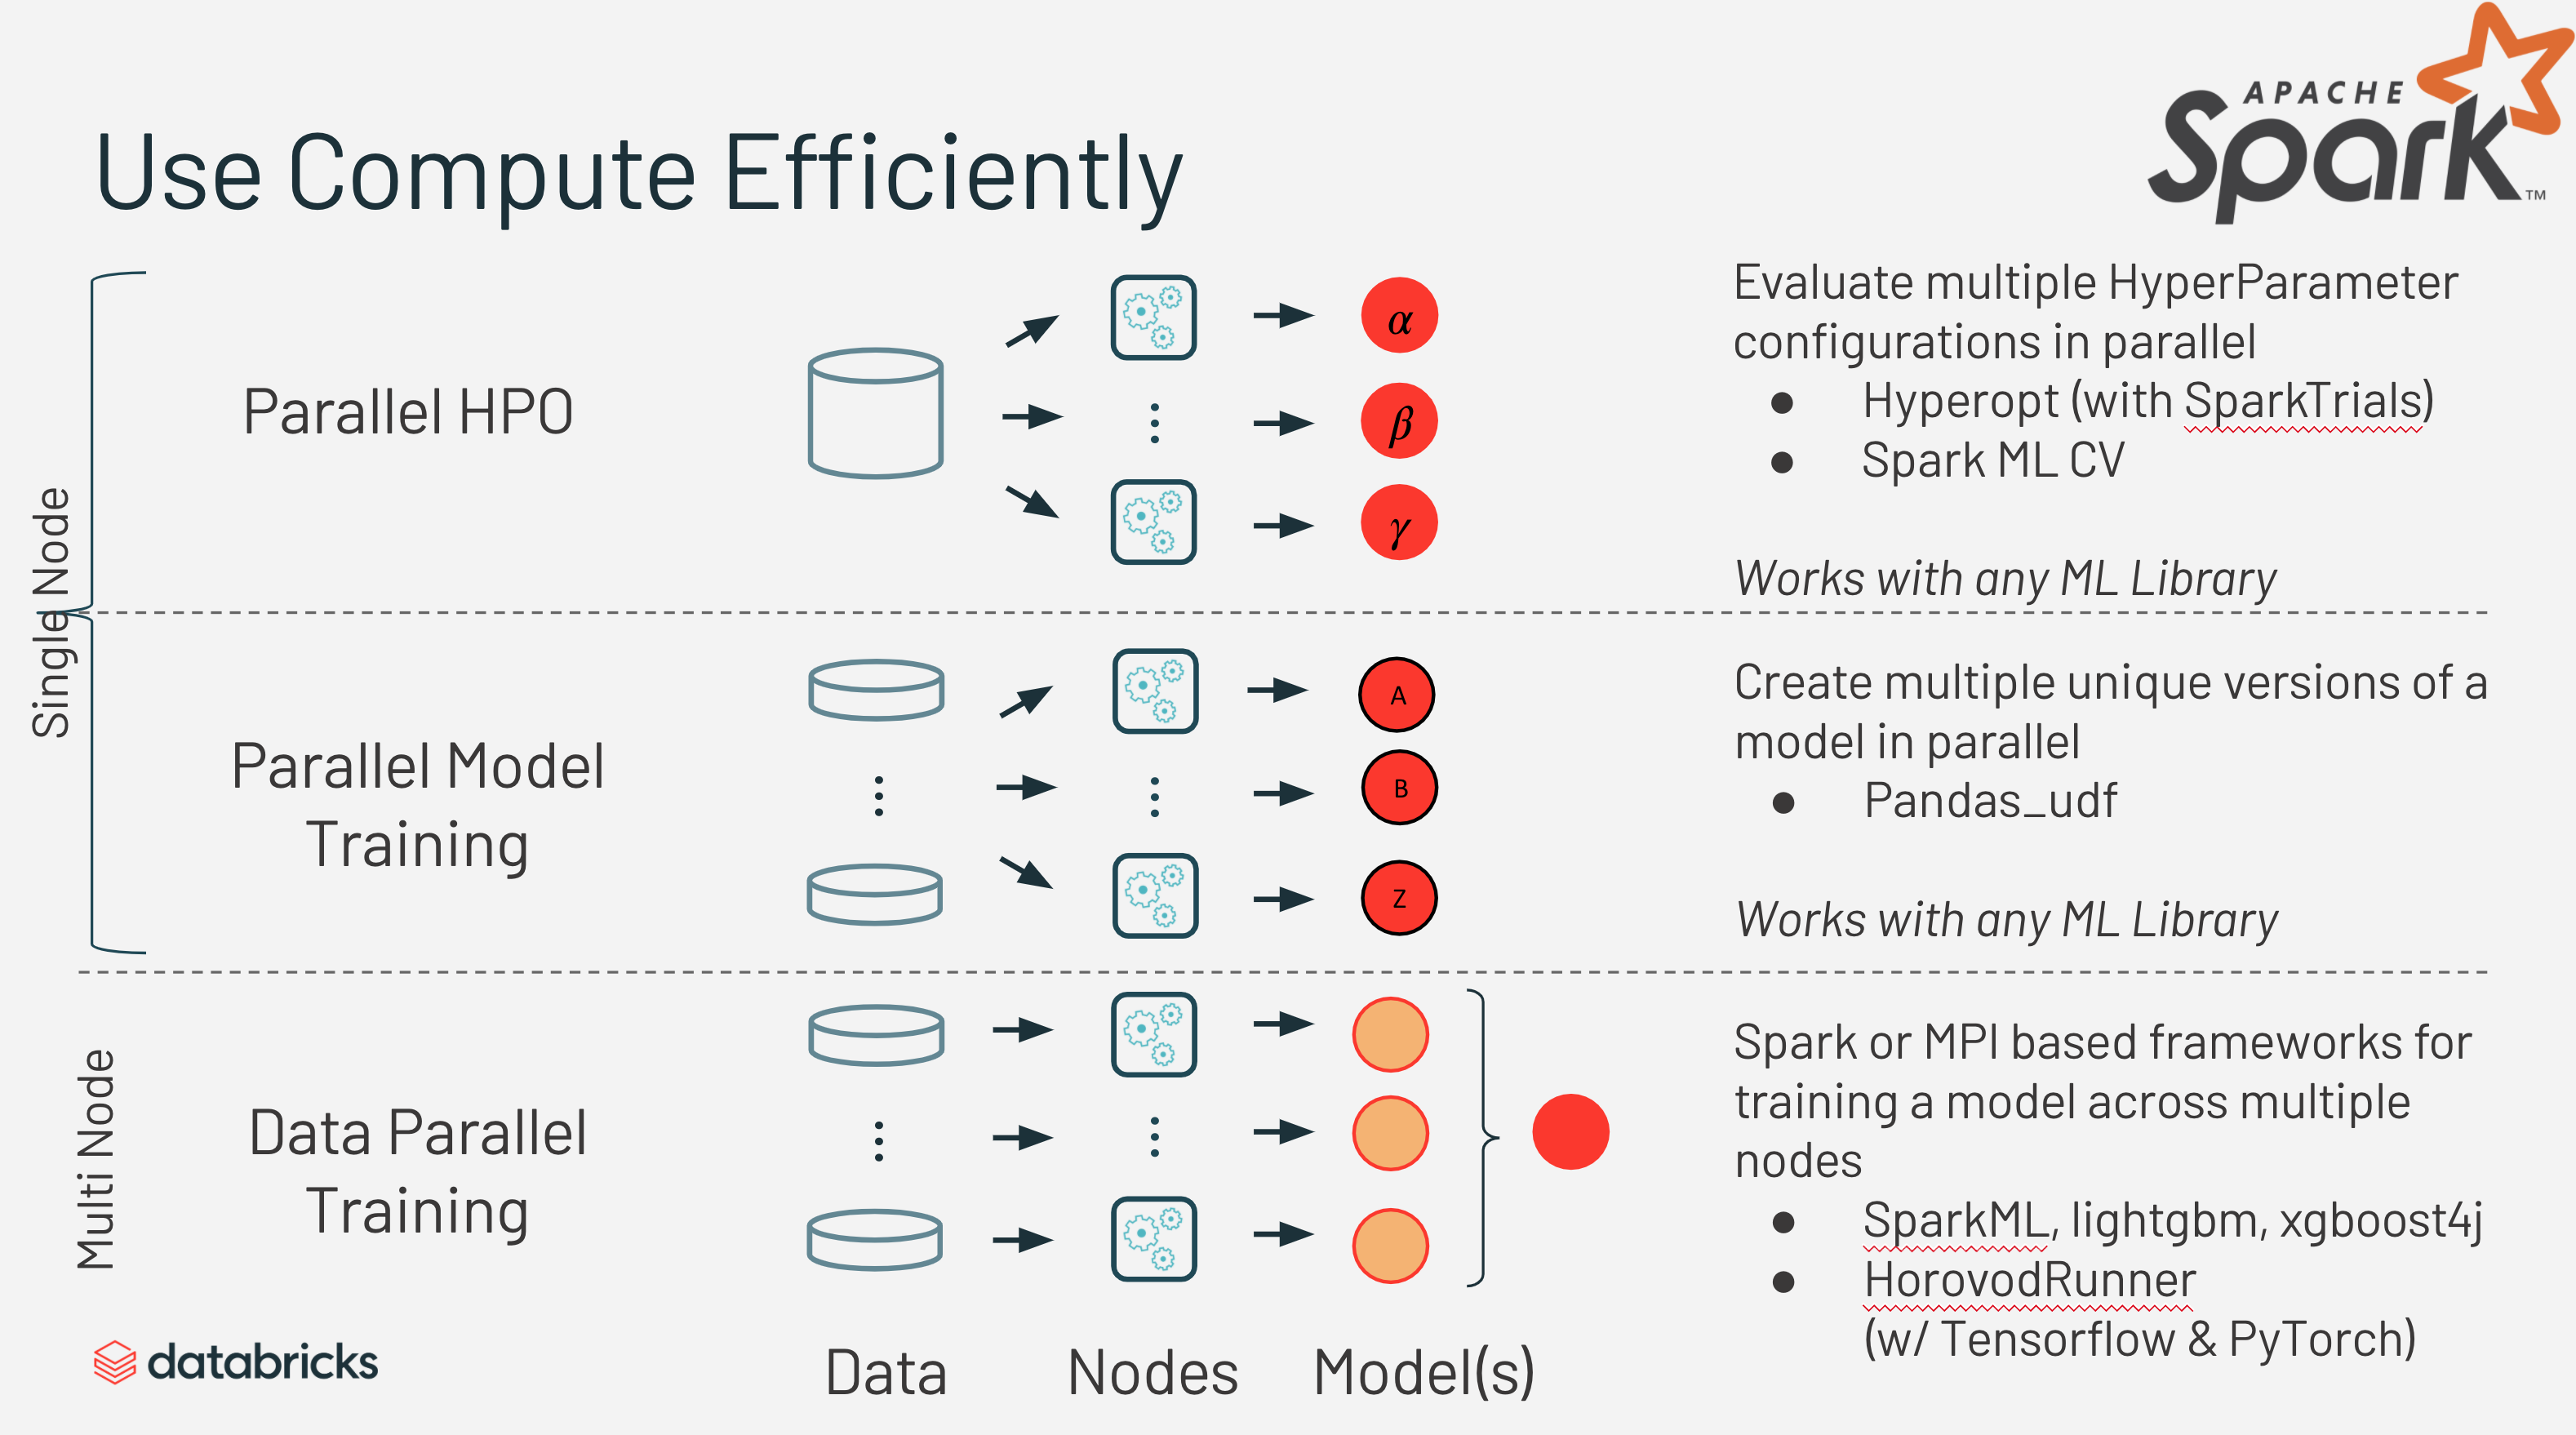 APACHE
Spark™
Use Compute Efficiently
Single Node
Parallel HPO
α
β
γ
Evaluate multiple HyperParameter
configurations in parallel
● Hyperopt (with SparkTrials)
● Spark ML CV
Works with any ML Library
Parallel Model
Training
A
B
Z
Create multiple unique versions of a
model in parallel
● Pandas_udf
Works with any ML Library
Multi Node
Data Parallel
Training
Spark or MPI based frameworks for
training a model across multiple
nodes
● SparkML, lightgbm, xgboost4j
● HorovodRunner
(w/ Tensorflow & PyTorch)
databricks
Data
Nodes
Model(s)